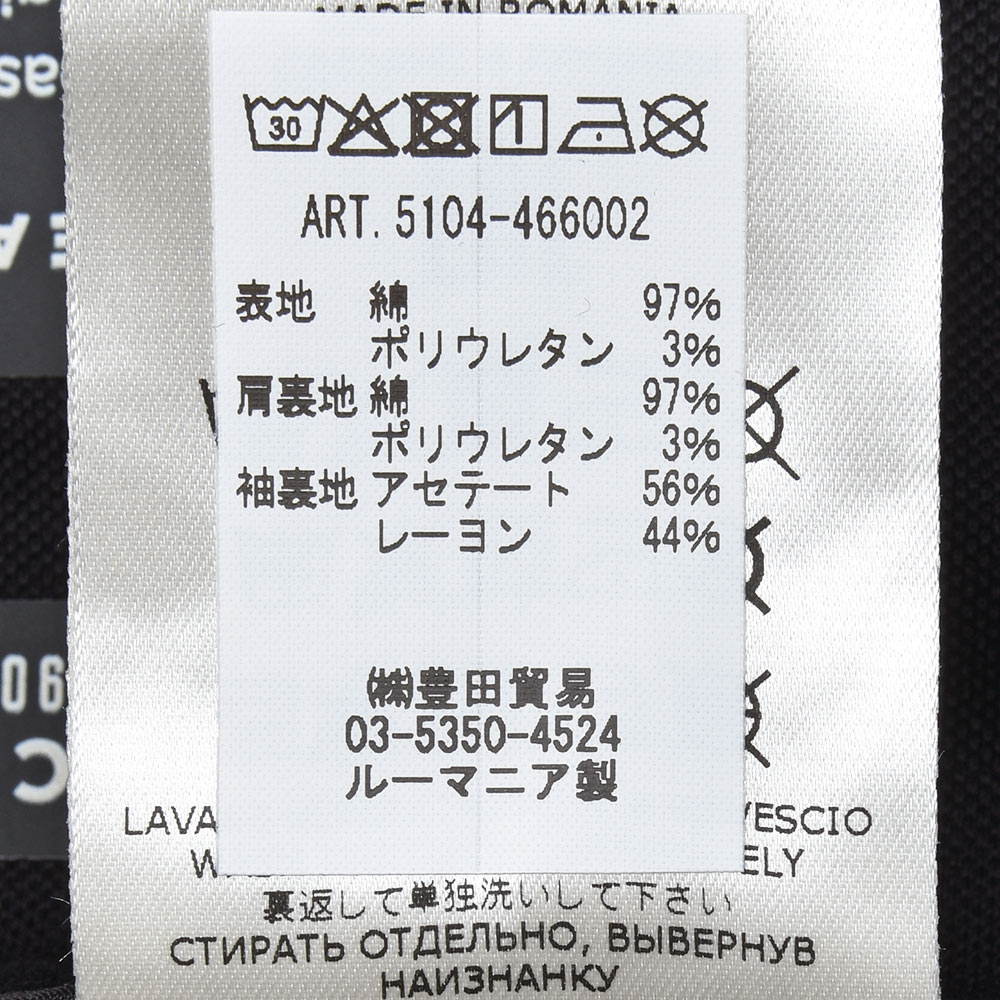 MADE IN ROMANIA
30
ART. 5104-466002
表地 綿 97%
ポリウレタン 3%
肩裏地 綿 97%
ポリウレタン 3%
袖裏地 アセテート 56%
レーヨン 44%
㈱豊田貿易
03-5350-4524
ルーマニア製
裏返して単独洗いして下さい
СТИРАТЬ ОТДЕЛЬНО, ВЫВЕРНУВ
НАИЗНАНКУ